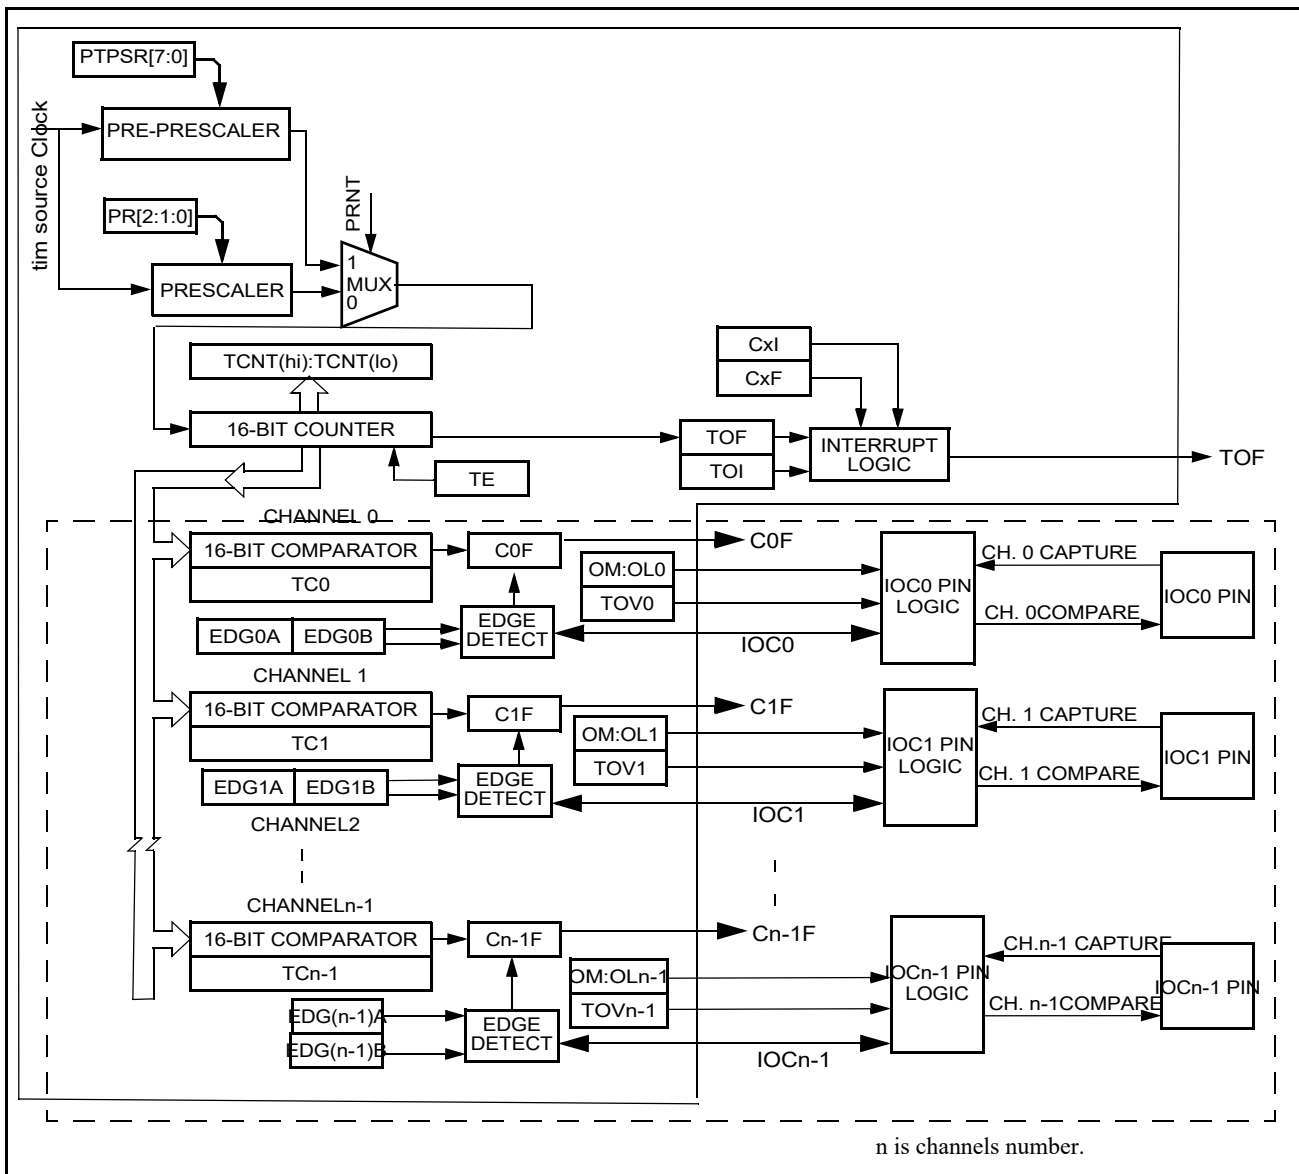 PTPSR[7:0]
tim source Clock
PRE-PRESCALER
PR[2:1:0]
PRNT
PRESCALER
1
MUX
0
TCNT(hi):TCNT(lo)
CxI
CxF
16-BIT COUNTER
TOF
TOI
INTERRUPT
LOGIC
TOF
TE
CHANNEL 0
16-BIT COMPARATOR
TC0
C0F
C0F
OM:OL0
TOV0
EDG0A
EDG0B
EDGE
DETECT
IOC0
IOC0 PIN
LOGIC
CH. 0 CAPTURE
CH. 0COMPARE
IOC0 PIN
CHANNEL 1
16-BIT COMPARATOR
TC1
C1F
C1F
OM:OL1
TOV1
EDG1A
EDG1B
EDGE
DETECT
IOC1
IOC1 PIN
LOGIC
CH. 1 CAPTURE
CH. 1 COMPARE
IOC1 PIN
CHANNEL2
CHANNELn-1
16-BIT COMPARATOR
TCn-1
Cn-1F
Cn-1F
OM:OLn-1
TOVn-1
EDG(n-1)A
EDG(n-1)B
EDGE
DETECT
IOCn-1
IOCn-1 PIN
LOGIC
CH.n-1 CAPTURE
CH. n-1COMPARE
IOCn-1 PIN
n is channels number.